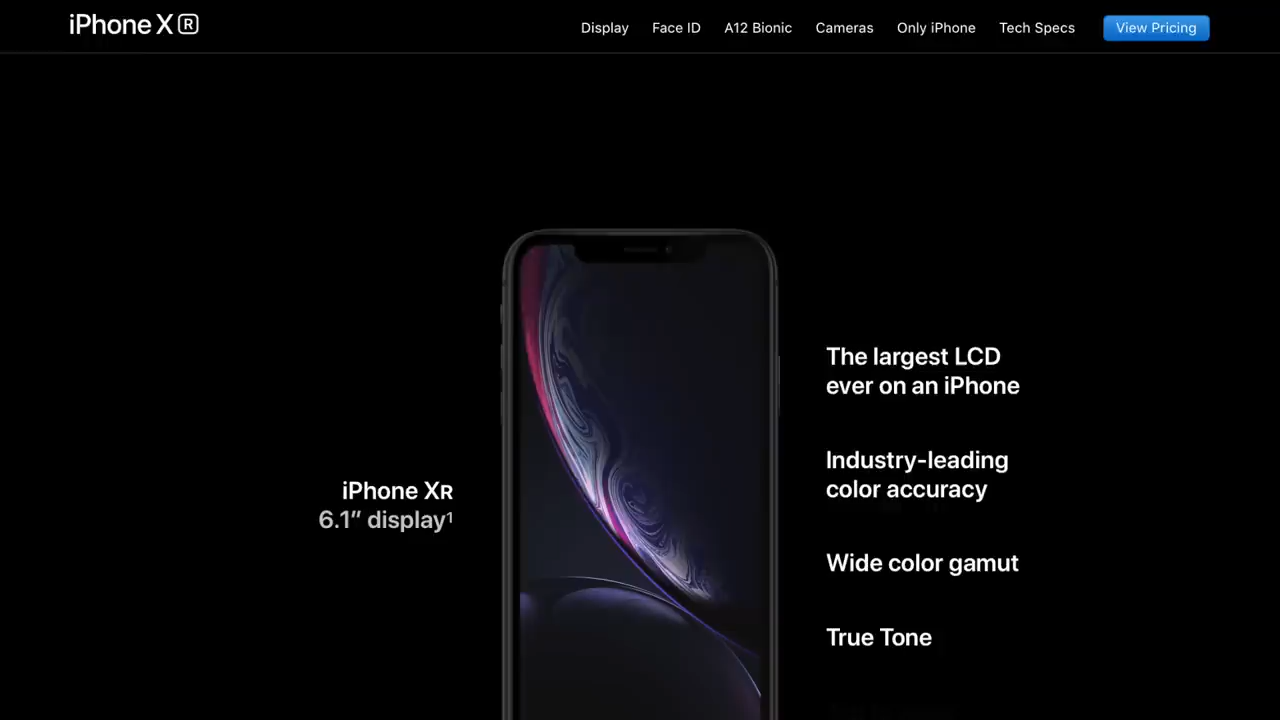 iPhone XR
Display Face ID A12 Bionic Cameras Only iPhone Tech Specs View Pricing
The largest LCD
ever on an iPhone
Industry-leading
color accuracy
iPhone XR
6.1″ display¹
Wide color gamut
True Tone